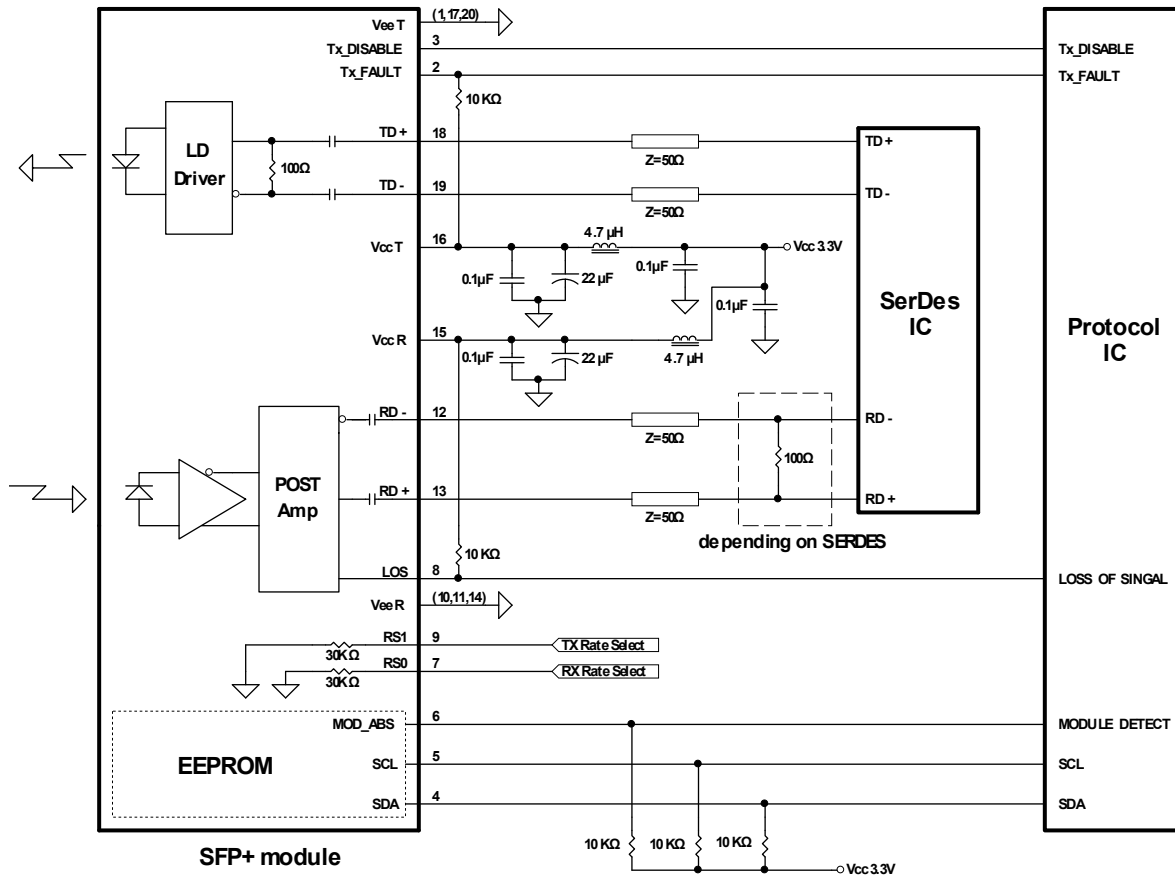 Vee T
(1,17,20)
Tx_DISABLE
3
Tx_DISABLE
Tx_FAULT
2
Tx_FAULT
10 KΩ
LD
Driver
100Ω
TD +
18
Z=50Ω
TD +
TD -
19
Z=50Ω
TD -
Vcc T
16
4.7 µH
Vcc 3.3V
0.1µF
22 µF
0.1µF
0.1µF
SerDes
IC
Protocol
IC
Vcc R
15
0.1µF
22 µF
4.7 µH
RD -
12
Z=50Ω
RD -
POST
Amp
100Ω
RD +
13
Z=50Ω
RD +
depending on SERDES
10 KΩ
LOS
8
LOSS OF SINGAL
Vee R
(10,11,14)
RS1
9
TX Rate Select
30KΩ
RS0
7
RX Rate Select
30KΩ
MOD_ABS
6
MODULE DETECT
EEPROM
SCL
5
SCL
SDA
4
SDA
10 KΩ
10 KΩ
10 KΩ
Vcc3.3V
SFP+ module